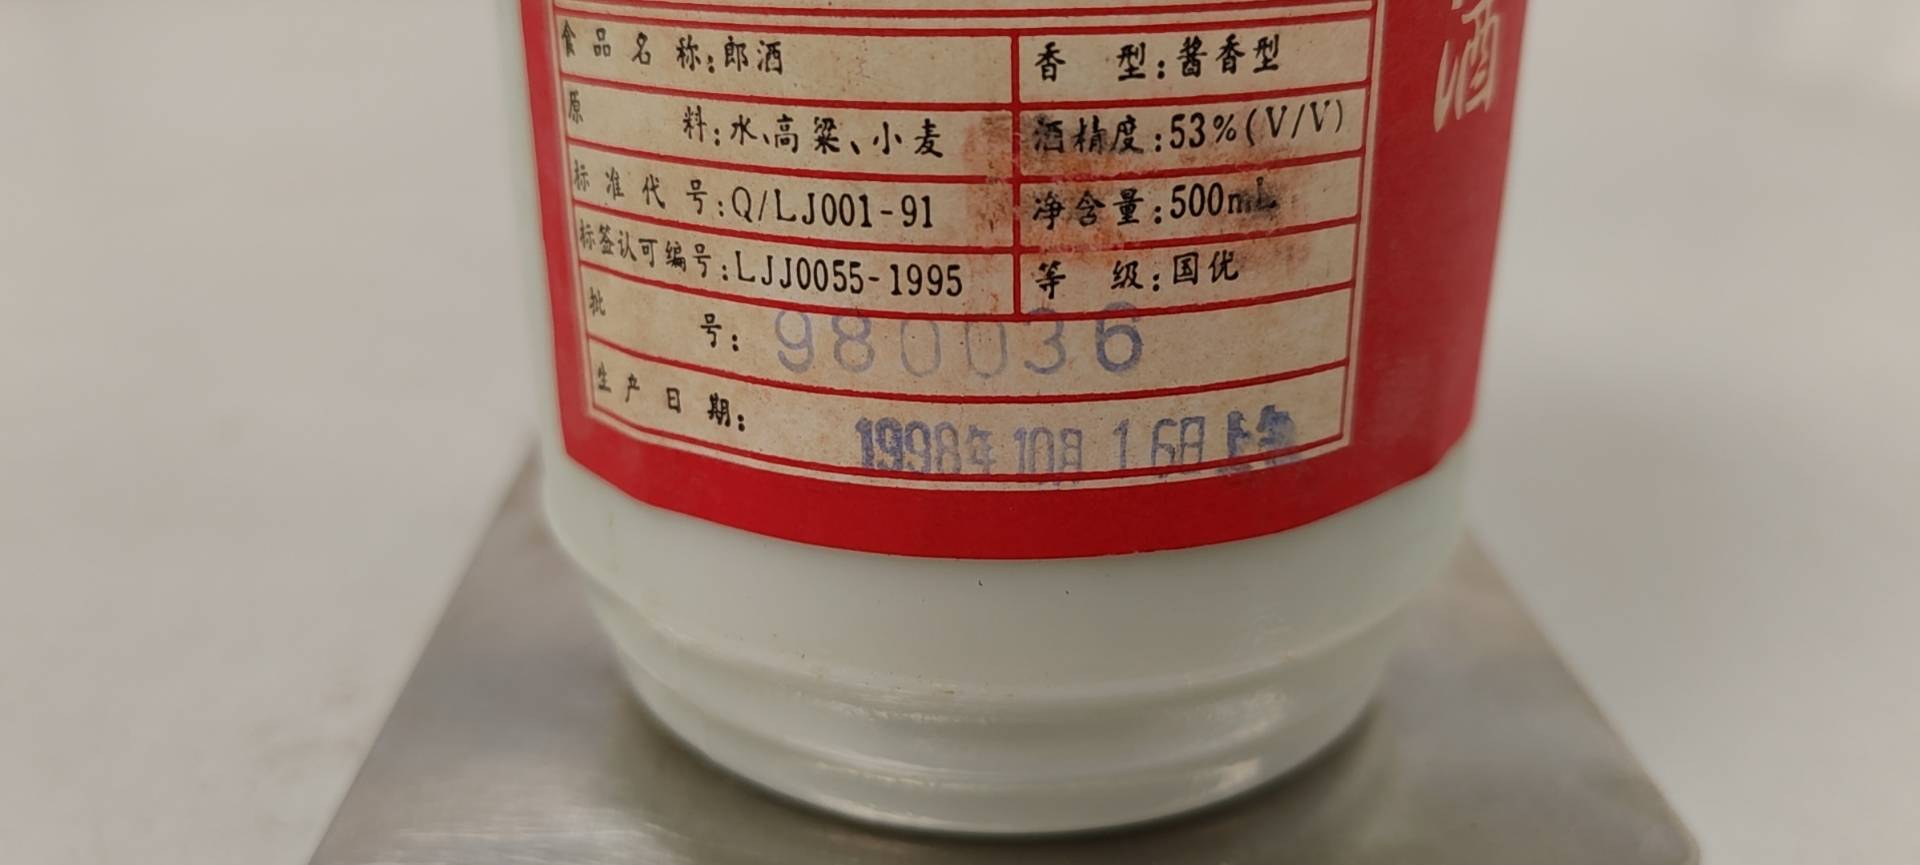 食品名称:郎酒 香型:酱香型
原料:水、高粱、小麦 酒精度:53%(V/V)
标准代号:Q/LJ001-91 净含量:500mL
标签认可编号:LJJ0055-1995 等级:国优
批号:980036
生产日期:1998年10月16日
酒